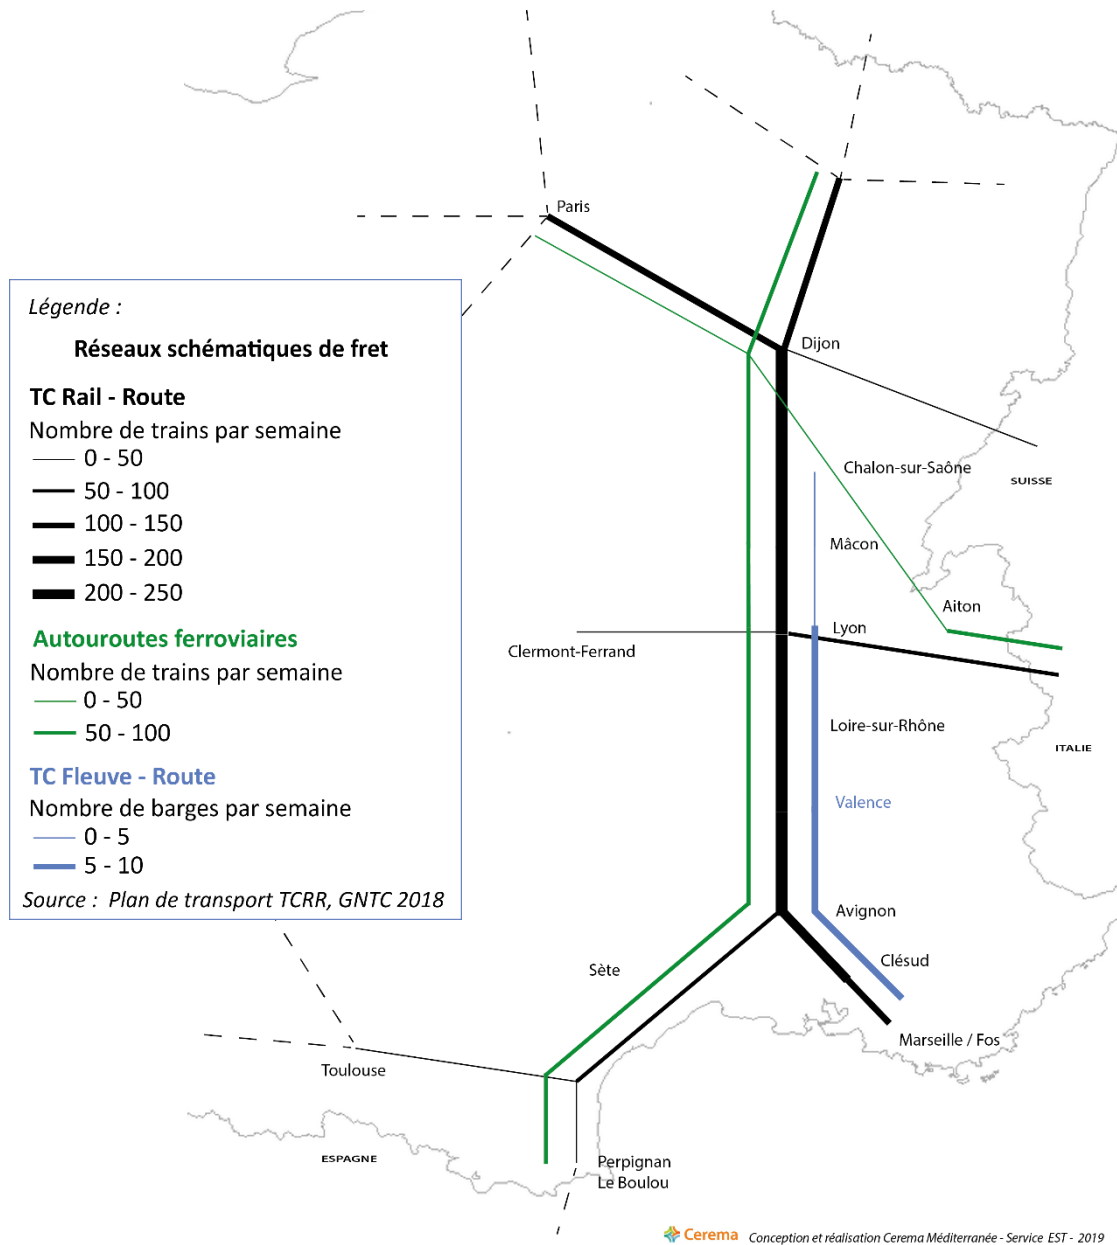 Paris
Légende :
Réseaux schématiques de fret
TC Rail - Route
Nombre de trains par semaine
0 - 50
50 - 100
100 - 150
150 - 200
200 - 250
Autouroutes ferroviaires
Nombre de trains par semaine
0 - 50
50 - 100
TC Fleuve - Route
Nombre de barges par semaine
0 - 5
5 - 10
Source : Plan de transport TCRR, GNTC 2018
Dijon
Chalon-sur-Saône
SUISSE
Mâcon
Aiton
Lyon
Clermont-Ferrand
Loire-sur-Rhône
ITALIE
Valence
Avignon
Clésud
Sète
Marseille / Fos
Toulouse
ESPAGNE
Perpignan
Le Boulou
Cerema Conception et réalisation Cerema Méditerranée - Service EST - 2019